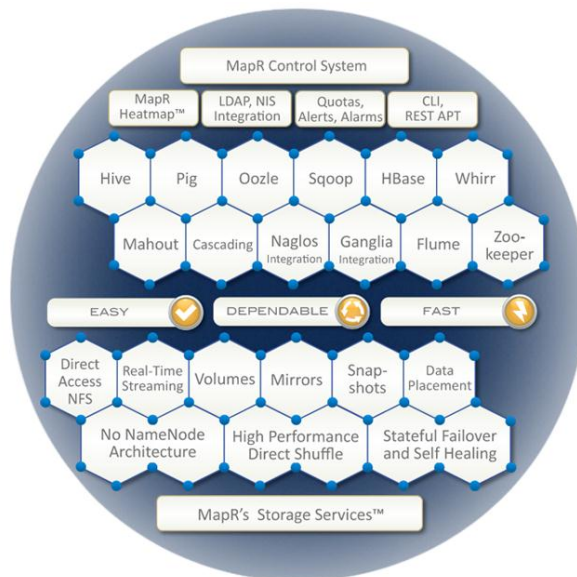 MapR Control System
MapR
Heatmap™
LDAP, NIS
Integration
Quotas,
Alerts, Alarms
CLI,
REST APT
Hive
Pig
Oozle
Sqoop
HBase
Whirr
Mahout
Cascading
Naglos
Integration
Ganglia
Integration
Flume
Zoo-
keeper
EASY
DEPENDABLE
FAST
Direct
Access
NFS
Real-Time
Streaming
Volumes
Mirrors
Snap-
shots
Data
Placement
No NameNode
Architecture
High Performance
Direct Shuffle
Stateful Failover
and Self Healing
MapR's Storage Services™